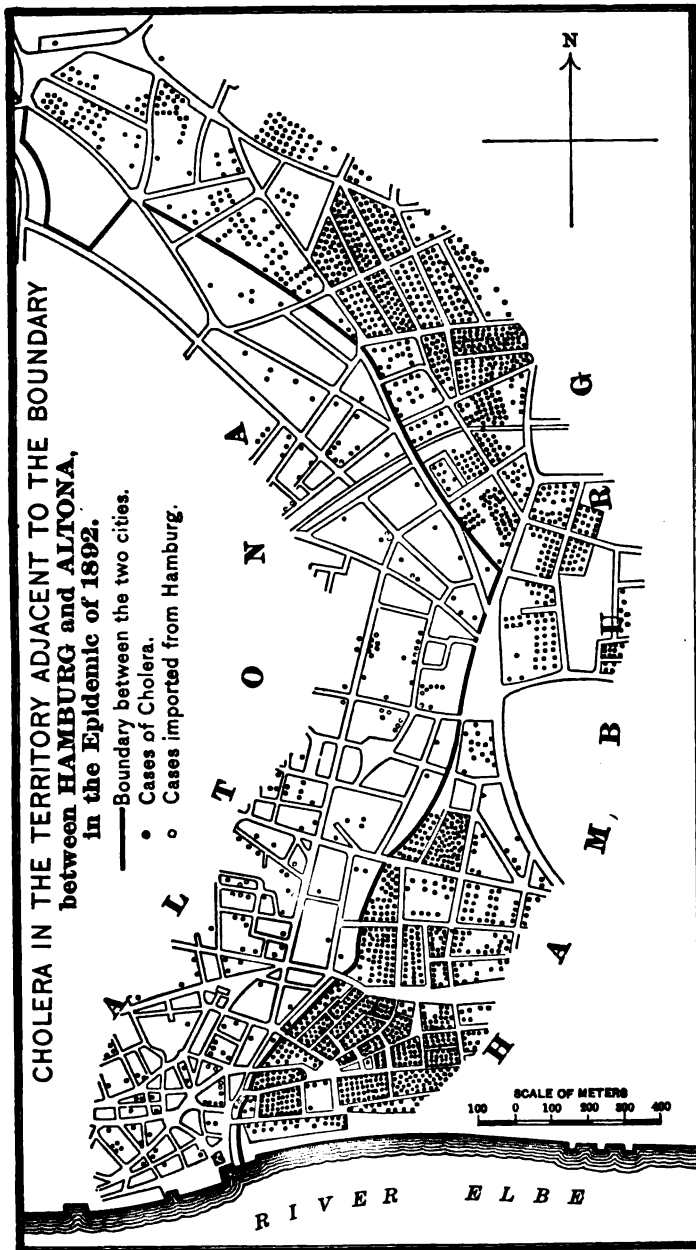 CHOLERA IN THE TERRITORY ADJACENT TO THE BOUNDARY
between HAMBURG and ALTONA,
in the Epidemic of 1892.
Boundary between the two cities.
Cases of Cholera.
Cases imported from Hamburg.
N
ALTONA
HAMBURG
SCALE OF METERS
100 0 100 200 300 400
RIVER ELBE